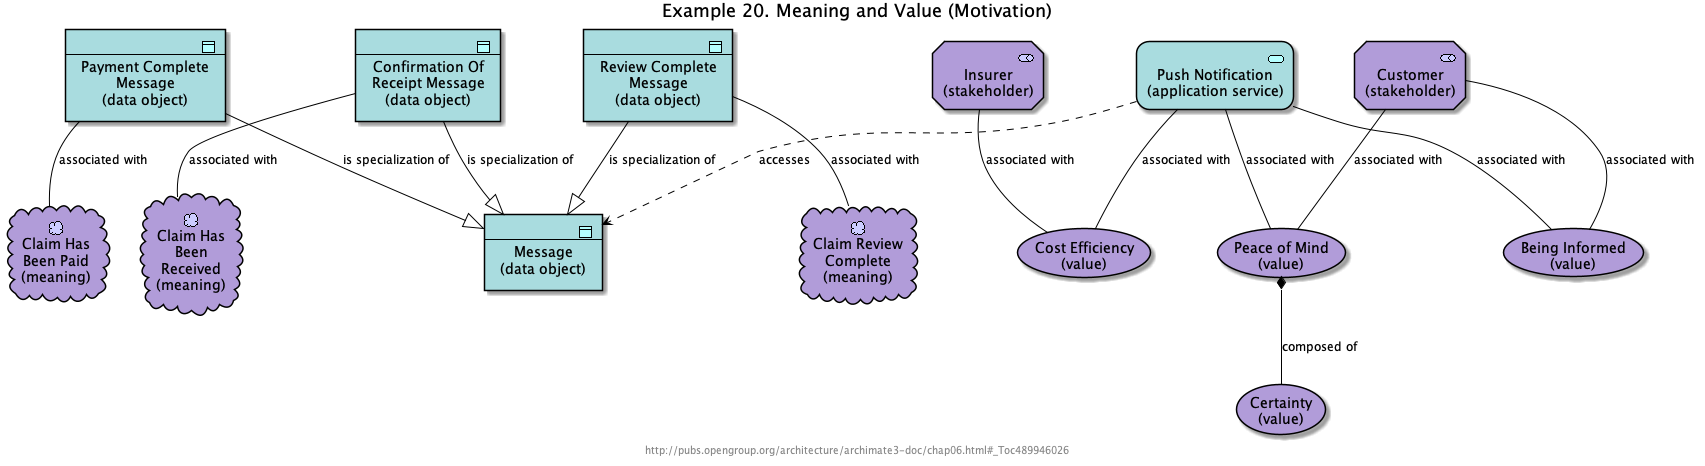 Example 20. Meaning and Value (Motivation)
Payment Complete
Message
(data object)
Confirmation Of
Receipt Message
(data object)
Review Complete
Message
(data object)
Insurer
(stakeholder)
Push Notification
(application service)
Customer
(stakeholder)
associated with
associated with
is specialization of
is specialization of
is specialization of
accesses
associated with
associated with
associated with
associated with
associated with
associated with
associated with
Claim Has
Been Paid
(meaning)
Claim Has
Been
Received
(meaning)
Message
(data object)
Claim Review
Complete
(meaning)
Cost Efficiency
(value)
Peace of Mind
(value)
Being Informed
(value)
composed of
Certainty
(value)
http://pubs.opengroup.org/architecture/archimate3-doc/chap06.html#_Toc489946026